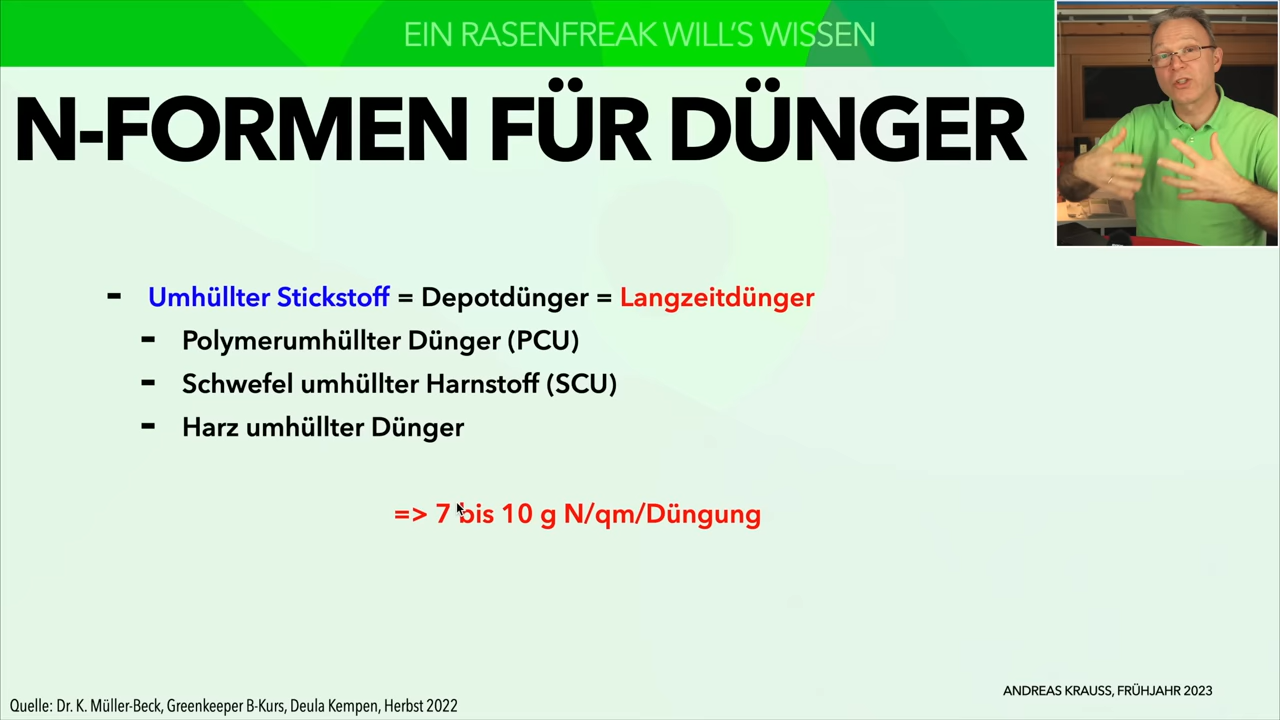 EIN RASENFREAK WILL'S WISSEN
N-FORMEN FÜR DÜNGER
- Umhüllter Stickstoff = Depotdünger = Langzeitdünger
- Polymerumhüllter Dünger (PCU)
- Schwefel umhüllter Harnstoff (SCU)
- Harz umhüllter Dünger
=> 7 bis 10 g N/qm/Düngung
ANDREAS KRAUSS, FRÜHJAHR 2023
Quelle: Dr. K. Müller-Beck, Greenkeeper B-Kurs, Deula Kempen, Herbst 2022